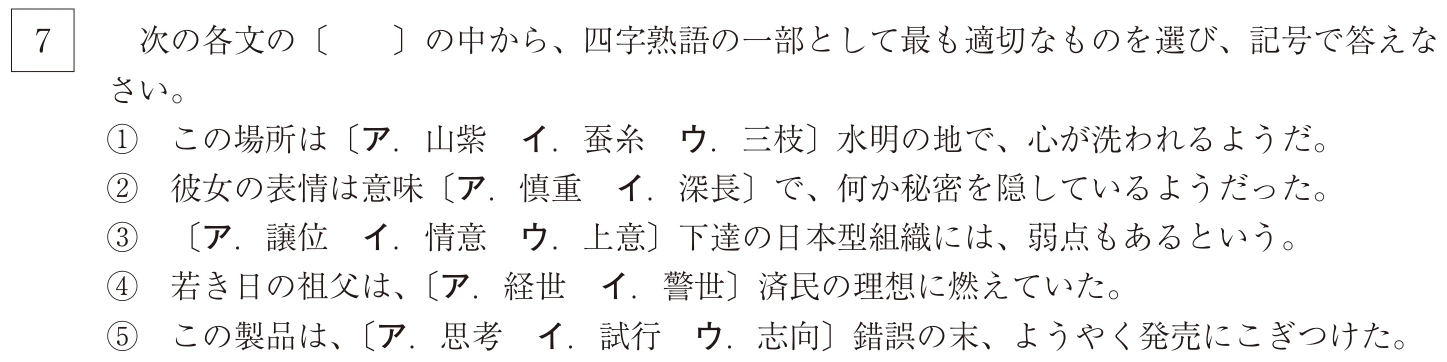 7　次の各文の〔　　〕の中から、四字熟語の一部として最も適切なものを選び、記号で答えな
さい。
①　この場所は〔ア．山紫　イ．蚕糸　ウ．三枝〕水明の地で、心が洗われるようだ。
②　彼女の表情は意味〔ア．慎重　イ．深長〕で、何か秘密を隠しているようだった。
③　〔ア．譲位　イ．情意　ウ．上意〕下達の日本型組織には、弱点もあるという。
④　若き日の祖父は、〔ア．経世　イ．警世〕済民の理想に燃えていた。
⑤　この製品は、〔ア．思考　イ．試行　ウ．志向〕錯誤の末、ようやく発売にこぎつけた。